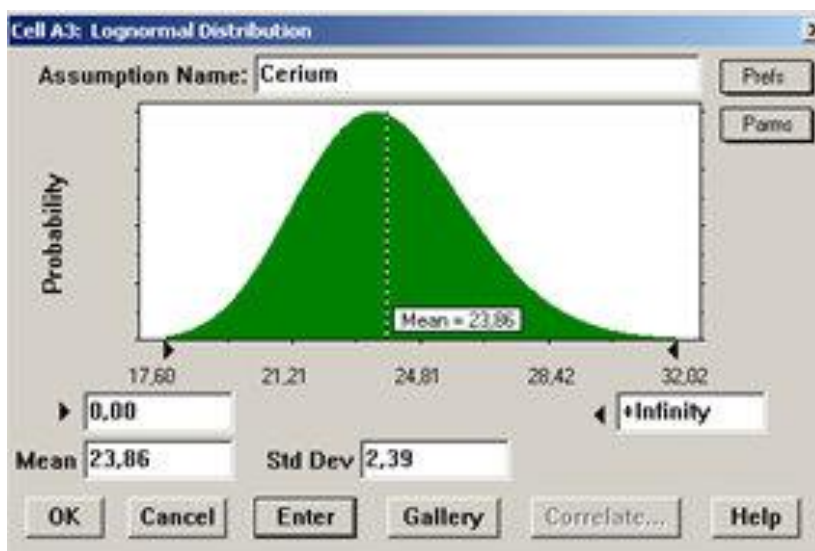 Cell A3: Lognormal Distribution
Assumption Name: Cerium
Prefs
Parms
Probability
Mean = 23,86
17,60 21,21 24,81 28,42 32,02
0,00 +Infinity
Mean 23,86 Std Dev 2,39
OK Cancel Enter Gallery Correlate... Help